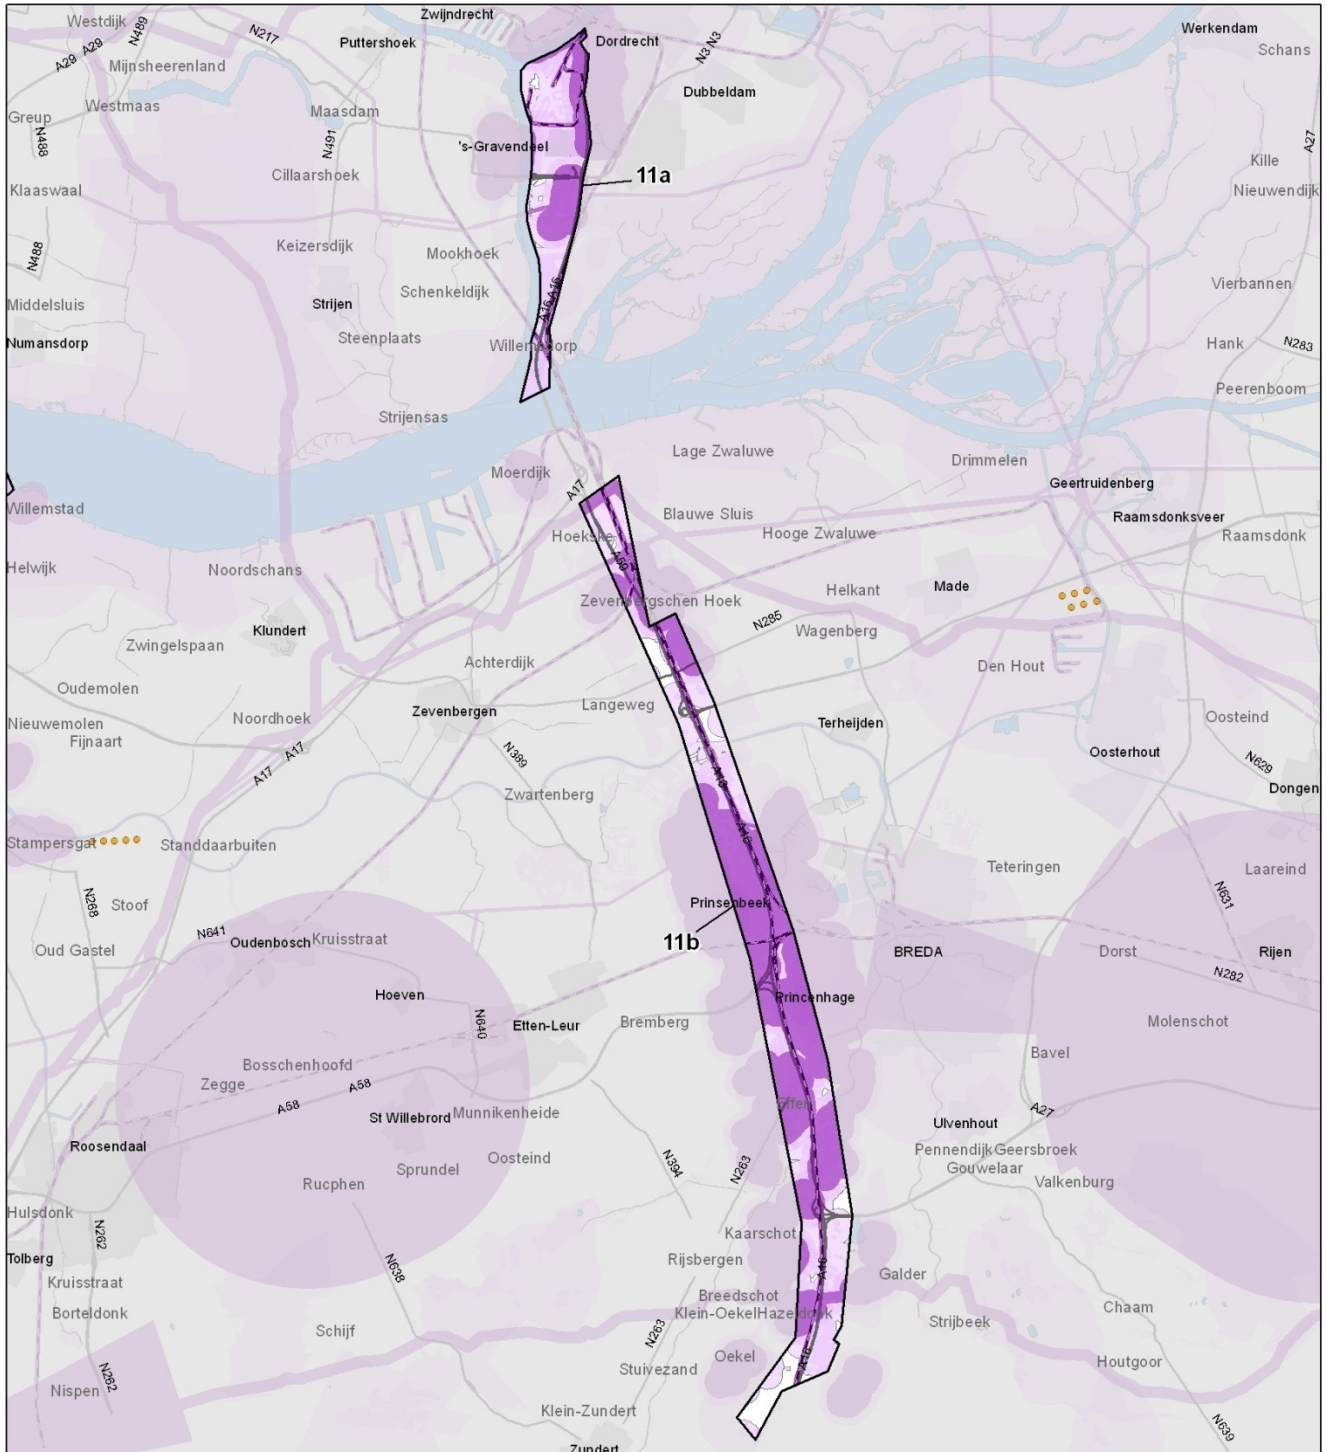 Westdijk
N489
Zwijndrecht
Werkendam
A29
A29
N217
Puttershoek
Dordrecht
N3 N3
Schans
Mijnsheerenland
Westmaas
Maasdam
Dubbeldam
Greup
N488
N491
's-Gravendeel
A27
Kille
Klaaswaal
Cillaarshoek
11a
Nieuwendijk
N488
Keizersdijk
Mookhoek
Middelsluis
Strijen
Schenkeldijk
A16 A16
Vierbannen
Numansdorp
Steenplaats
Willemsdorp
Hank
N283
Peerenboom
Strijensas
Lage Zwaluwe
Drimmelen
Moerdijk
A17
Geertruidenberg
Willemstad
Blauwe Sluis
Raamsdonksveer
Hoekske
Hooge Zwaluwe
Raamsdonk
Helwijk
Noordschans
A59
Helkant
Made
Zevenbergschen Hoek
N285
Klundert
Wagenberg
Zwingelspaan
Achterdijk
Den Hout
Oudemolen
Langeweg
Nieuwemolen
Noordhoek
Zevenbergen
Terheijden
Oosteind
Fijnaart
A17
A17
N389
Oosterhout
N629
A16
Zwartenberg
Dongen
Stampersgat
Standdaarbuiten
A16
Teteringen
Laareind
N268
Stoof
Prinsenbeek
N631
N641
Oudenbosch
Kruisstraat
11b
Oud Gastel
BREDA
Dorst
Rijen
N282
Hoeven
Princenhage
N640
Etten-Leur
Bremberg
Molenschot
Bosschenhoofd
Bavel
Zegge
A58
A58
Effen
A27
St Willebrord
Munnikenheide
Ulvenhout
Roosendaal
Pennendijk
Geersbroek
Oosteind
N394
N263
Gouwelaar
Sprundel
Valkenburg
Rucphen
Hulsdonk
N262
Kaarschot
Tolberg
Rijsbergen
A16
Galder
Kruisstraat
N638
Breedschot
Borteldonk
Klein-Oekel
Hazeldonk
Chaam
Strijbeek
Schijf
N263
Oekel
A16
Houtgoor
Stuivezand
Nispen
N262
Klein-Zundert
N639
Zundert